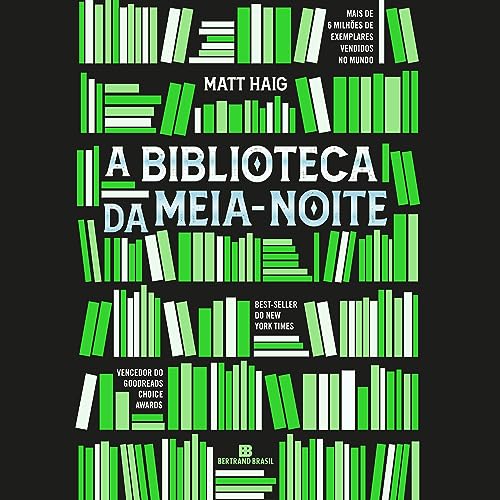 MAIS DE
6 MILHÕES DE
EXEMPLARES
VENDIDOS
NO MUNDO
MATT HAIG
A BIBLIOTECA
DA MEIA-NOITE
BEST-SELLER
DO NEW
YORK TIMES
VENCEDOR DO
GOODREADS
CHOICE
AWARDS
BB
BERTRAND BRASIL